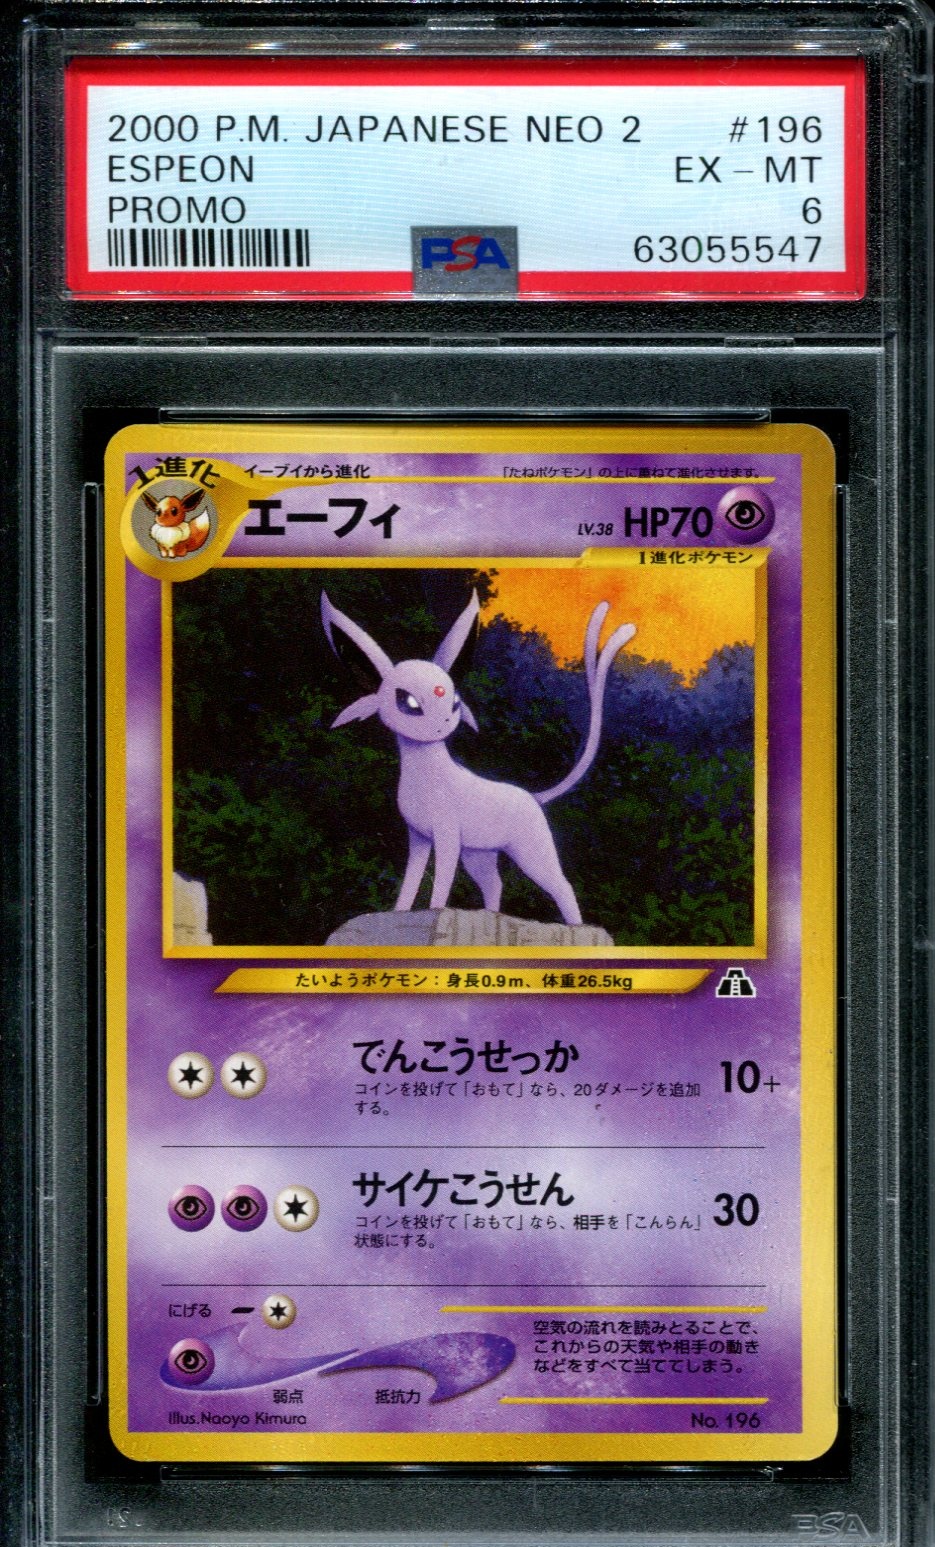 2000 P.M. JAPANESE NEO 2 #196
ESPEON EX - MT
PROMO 6
PSA 63055547
1進化 イーブイから進化 「たねポケモン」の上に重ねて進化させます。
エーフィ LV.38 HP70
1進化ポケモン
たいようポケモン:身長0.9m、体重26.5kg
でんこうせっか 10+
コインを投げて「おもて」なら、20ダメージを追加
する。
サイケこうせん 30
コインを投げて「おもて」なら、相手を「こんらん」
状態にする。
にげる
空気の流れを読みとることで、
これからの天気や相手の動き
などをすべて当ててしまう。
弱点 抵抗力
Illus.Naoyo Kimura No. 196
PSA